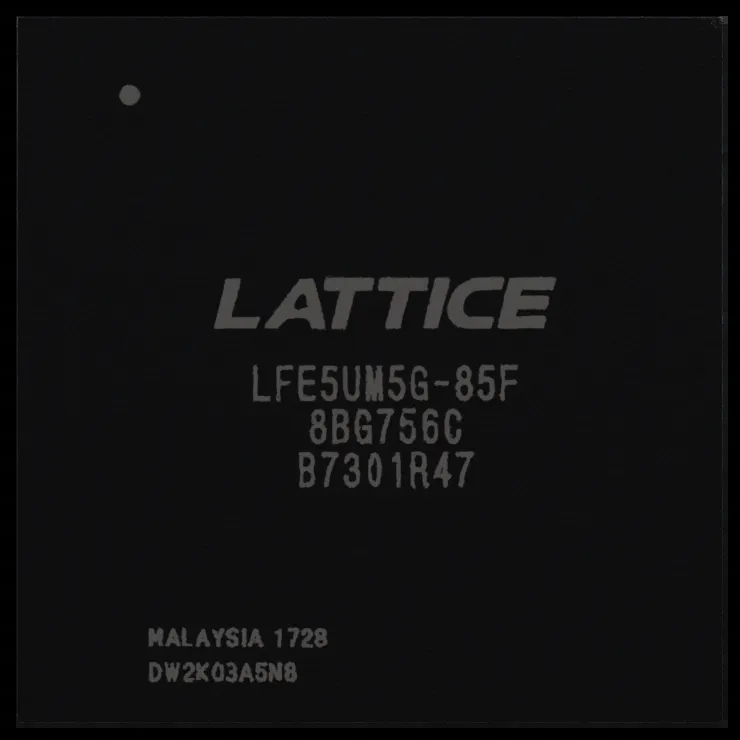 LATTICE
LFE5UM5G-85F
8BG756C
B7301R47
MALAYSIA 1728
DW2K03A5N8